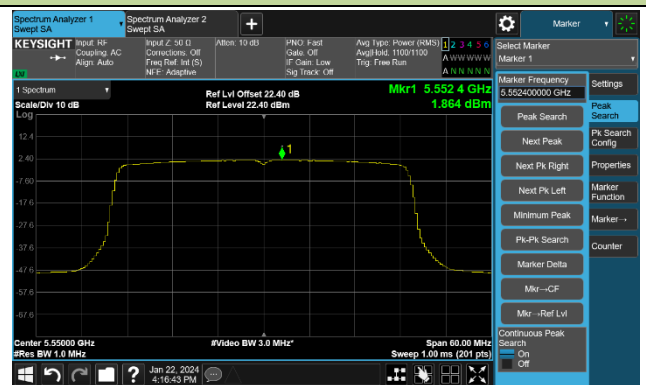 Spectrum Analyzer 1
Swept SA
Spectrum Analyzer 2
Swept SA
Marker
KEYSIGHT
Input: RF
Coupling: AC
Align: Auto
Input Z: 50 Ω
Corrections: Off
Freq Ref: Int (S)
NFE: Adaptive
Atten: 10 dB
PNO: Fast
Gate: Off
IF Gain: Low
Sig Track: Off
Avg Type: Power (RMS)
Avg|Hold: 1100/1100
Trig: Free Run
1 2 3 4 5 6
A W W W W W
A N N N N N
LU
Select Marker
Marker 1
1 Spectrum
Scale/Div 10 dB
Log
Ref Lvl Offset 22.40 dB
Ref Level 22.40 dBm
Mkr1 5.552 4 GHz
1.864 dBm
12.4
2.40
-7.60
-17.6
-27.6
-37.6
-47.6
-57.6
-67.6
1
Center 5.55000 GHz
#Res BW 1.0 MHz
#Video BW 3.0 MHz*
Span 60.00 MHz
Sweep 1.00 ms (201 pts)
Marker Frequency
5.552400000 GHz
Peak Search
Next Peak
Next Pk Right
Next Pk Left
Minimum Peak
Pk-Pk Search
Marker Delta
Mkr→CF
Mkr→Ref Lvl
Continuous Peak
Search
On
Off
Settings
Peak
Search
Pk Search
Config
Properties
Marker
Function
Marker→
Counter
?
Jan 22, 2024
4:16:43 PM